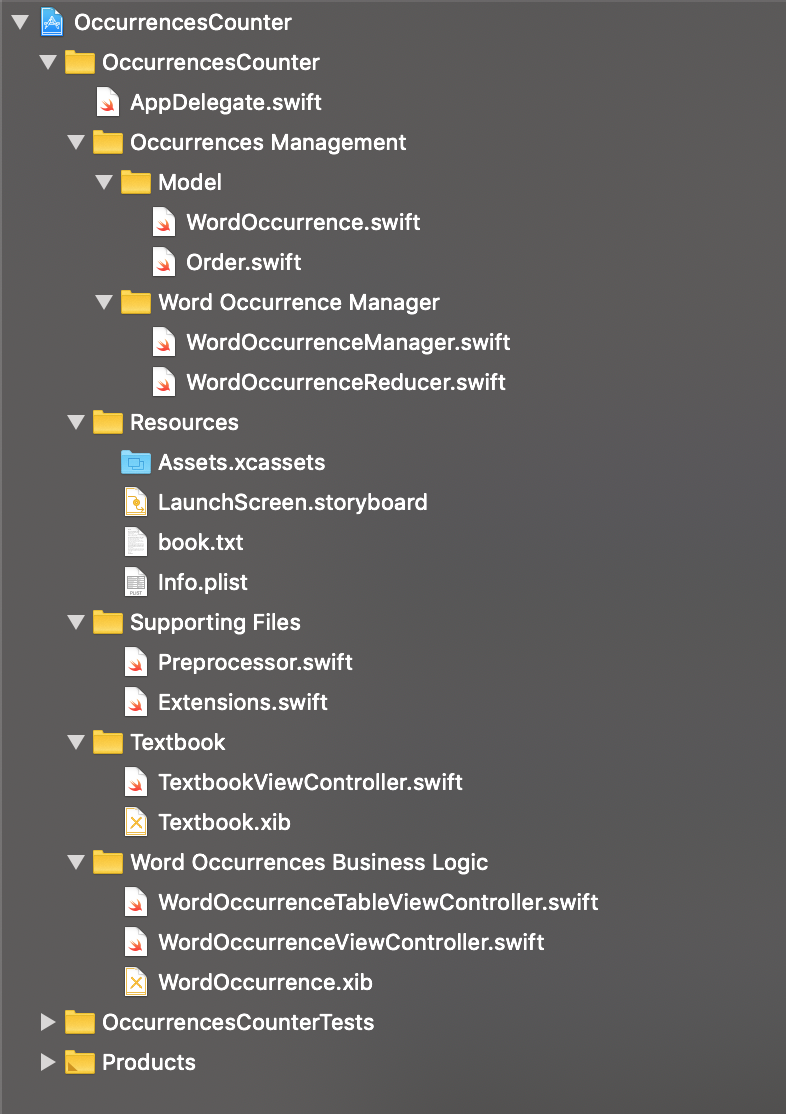 OccurrencesCounter
OccurrencesCounter
AppDelegate.swift
Occurrences Management
Model
WordOccurrence.swift
Order.swift
Word Occurrence Manager
WordOccurrenceManager.swift
WordOccurrenceReducer.swift
Resources
Assets.xcassets
LaunchScreen.storyboard
book.txt
Info.plist
Supporting Files
Preprocessor.swift
Extensions.swift
Textbook
TextbookViewController.swift
Textbook.xib
Word Occurrences Business Logic
WordOccurrenceTableViewController.swift
WordOccurrenceViewController.swift
WordOccurrence.xib
OccurrencesCounterTests
Products